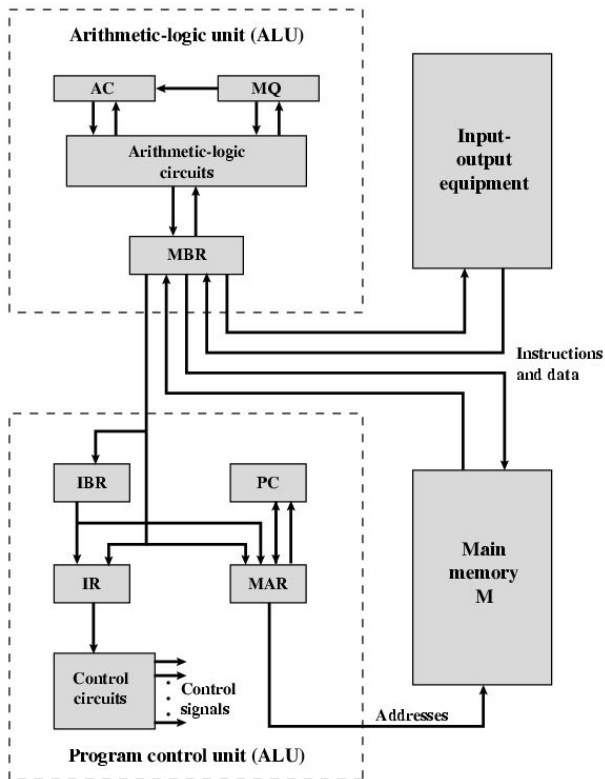 Arithmetic-logic unit (ALU)
AC
MQ
Arithmetic-logic
circuits
MBR
Input-
output
equipment
Instructions
and data
IBR
PC
IR
MAR
Main
memory
M
Control
circuits
Control
signals
Addresses
Program control unit (ALU)